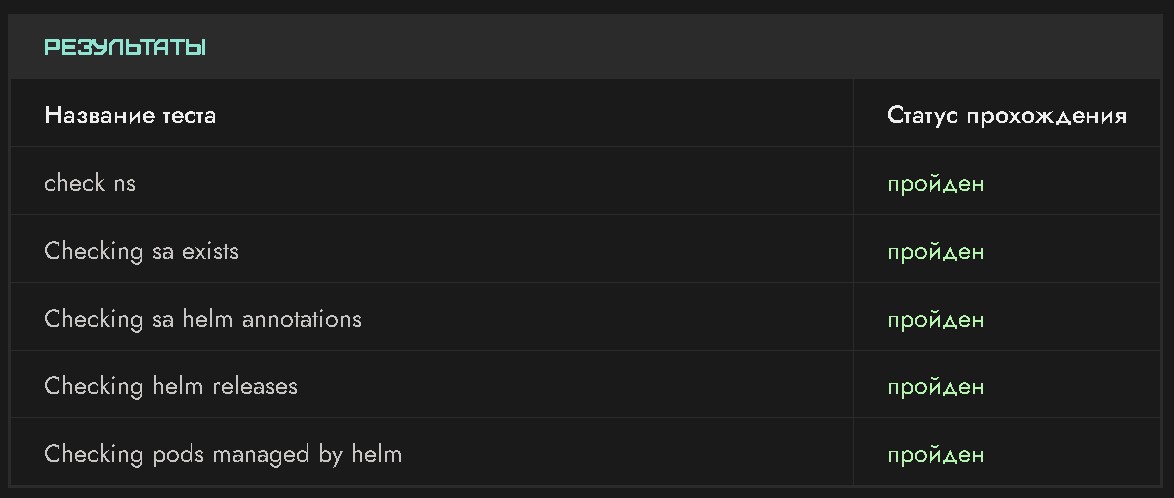 РЕЗУЛЬТАТЫ
Название теста Статус прохождения
check ns пройден
Checking sa exists пройден
Checking sa helm annotations пройден
Checking helm releases пройден
Checking pods managed by helm пройден